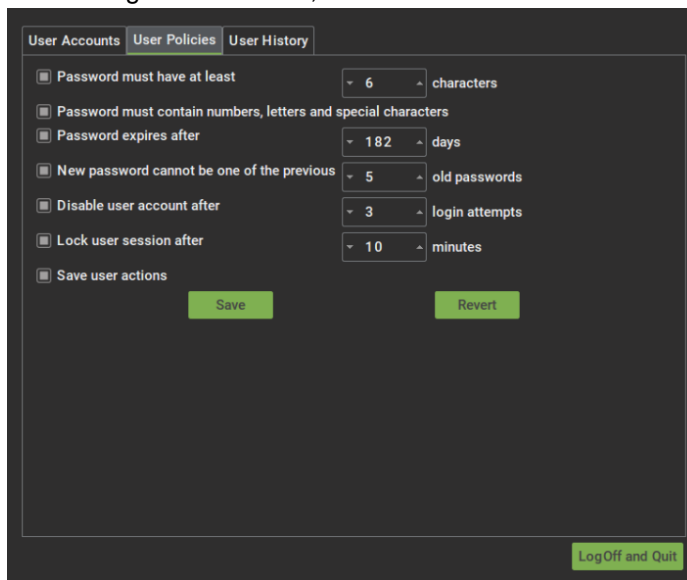 User Accounts User Policies User History
Password must have at least 6 characters
Password must contain numbers, letters and special characters
Password expires after 182 days
New password cannot be one of the previous 5 old passwords
Disable user account after 3 login attempts
Lock user session after 10 minutes
Save user actions
Save Revert
LogOff and Quit